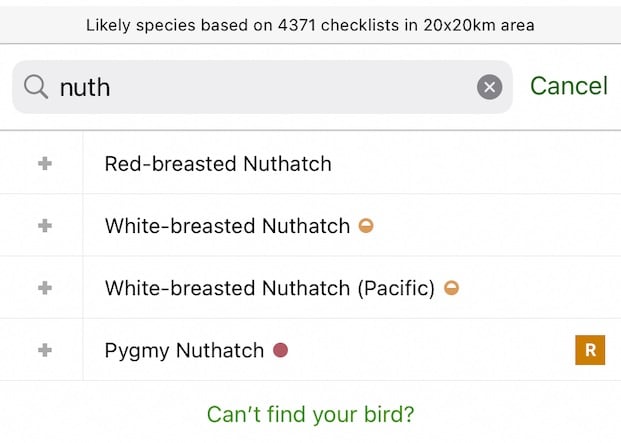 Likely species based on 4371 checklists in 20x20km area
nuth
Cancel
Red-breasted Nuthatch
White-breasted Nuthatch
White-breasted Nuthatch (Pacific)
Pygmy Nuthatch
R
Can’t find your bird?